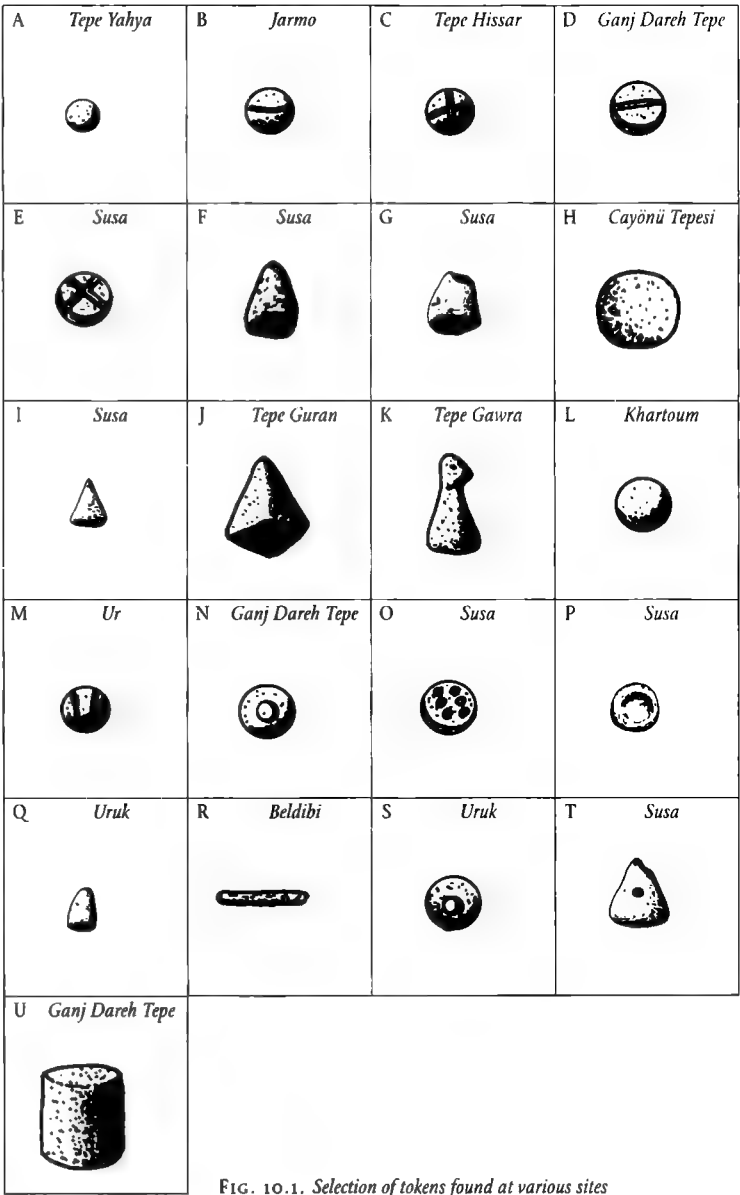 A Tepe Yahya
B Jarmo
C Tepe Hissar
D Ganj Dareh Tepe
E Susa
F Susa
G Susa
H Cayönü Tepesi
I Susa
J Tepe Guran
K Tepe Gawra
L Khartoum
M Ur
N Ganj Dareh Tepe
O Susa
P Susa
Q Uruk
R Beldibi
S Uruk
T Susa
U Ganj Dareh Tepe
FIG. 10.1. Selection of tokens found at various sites